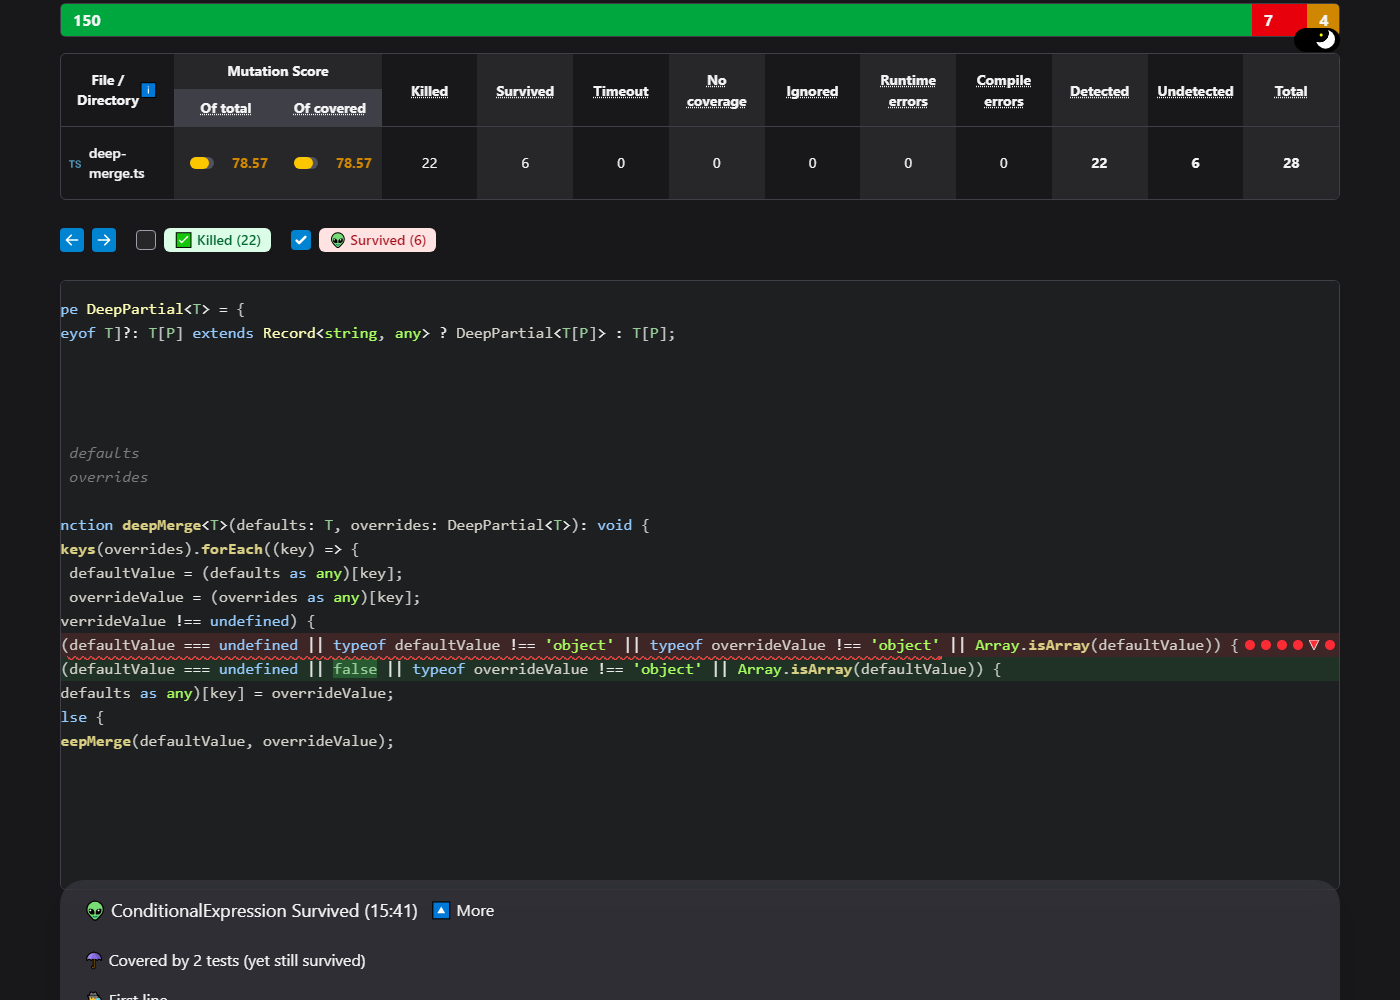 150 7 4
File / Directory i Mutation Score Killed Survived Timeout No coverage Ignored Runtime errors Compile errors Detected Undetected Total
Of total Of covered
TS deep-merge.ts 78.57 78.57 22 6 0 0 0 0 0 22 6 28
Killed (22) Survived (6)
pe DeepPartial<T> = {
eyof T]?: T[P] extends Record<string, any> ? DeepPartial<T[P]> : T[P];
defaults
overrides
nction deepMerge<T>(defaults: T, overrides: DeepPartial<T>): void {
keys(overrides).forEach((key) => {
defaultValue = (defaults as any)[key];
overrideValue = (overrides as any)[key];
verrideValue !== undefined) {
(defaultValue === undefined || typeof defaultValue !== 'object' || typeof overrideValue !== 'object' || Array.isArray(defaultValue)) {
(defaultValue === undefined || false || typeof overrideValue !== 'object' || Array.isArray(defaultValue)) {
defaults as any)[key] = overrideValue;
lse {
eepMerge(defaultValue, overrideValue);
ConditionalExpression Survived (15:41) More
Covered by 2 tests (yet still survived)
First line